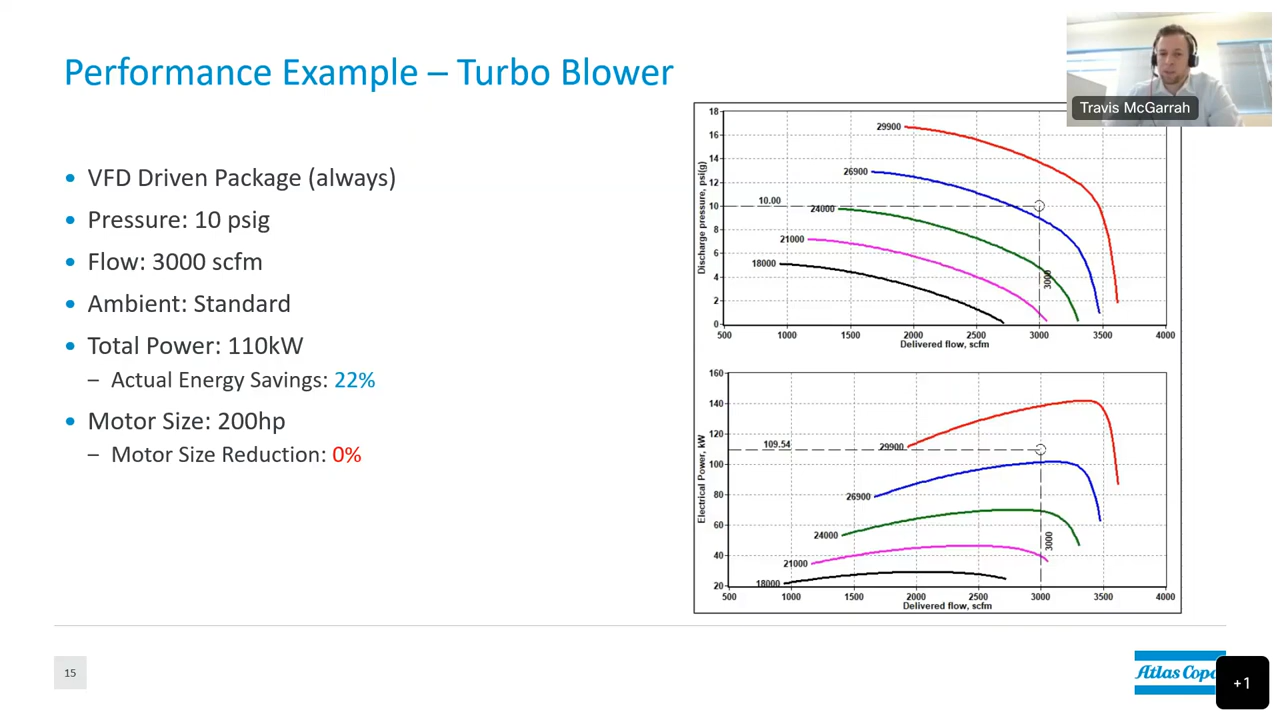 Performance Example – Turbo Blower
Travis McGarrah
• VFD Driven Package (always)
• Pressure: 10 psig
• Flow: 3000 scfm
• Ambient: Standard
• Total Power: 110kW
– Actual Energy Savings: 22%
• Motor Size: 200hp
– Motor Size Reduction: 0%
18
16
14
12
10
8
6
4
2
0
Discharge pressure, psi(g)
29900
26900
10.00
24000
21000
18000
3000
500 1000 1500 2000 2500 3000 3500 4000
Delivered flow, scfm
160
140
120
100
80
60
40
20
Electrical Power, kW
109.54
29900
26900
24000
21000
18000
3000
500 1000 1500 2000 2500 3000 3500 4000
Delivered flow, scfm
15
Atlas Cop
+1